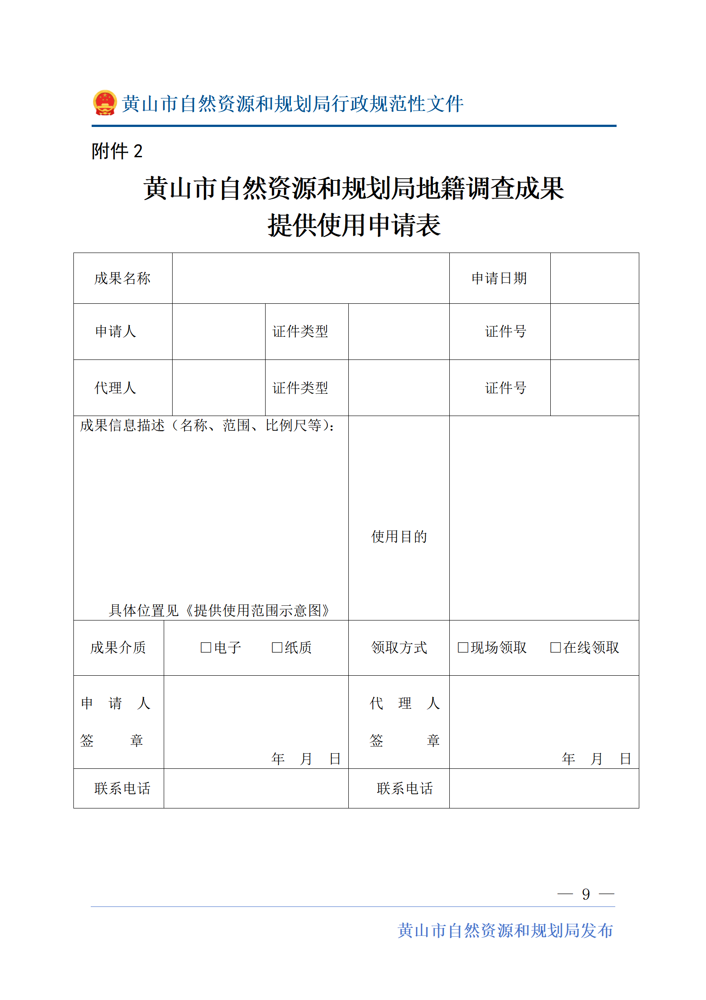 黄山市自然资源和规划局行政规范性文件
附件 2
黄山市自然资源和规划局地籍调查成果
提供使用申请表
成果名称 申请日期
申请人 证件类型 证件号
代理人 证件类型 证件号
成果信息描述（名称、范围、比例尺等）：
使用目的
具体位置见《提供使用范围示意图》
成果介质 □电子 □纸质 领取方式 □现场领取 □在线领取
申 请 人 代 理 人
签 章 签 章
年 月 日 年 月 日
联系电话 联系电话
— 9 —
黄山市自然资源和规划局发布